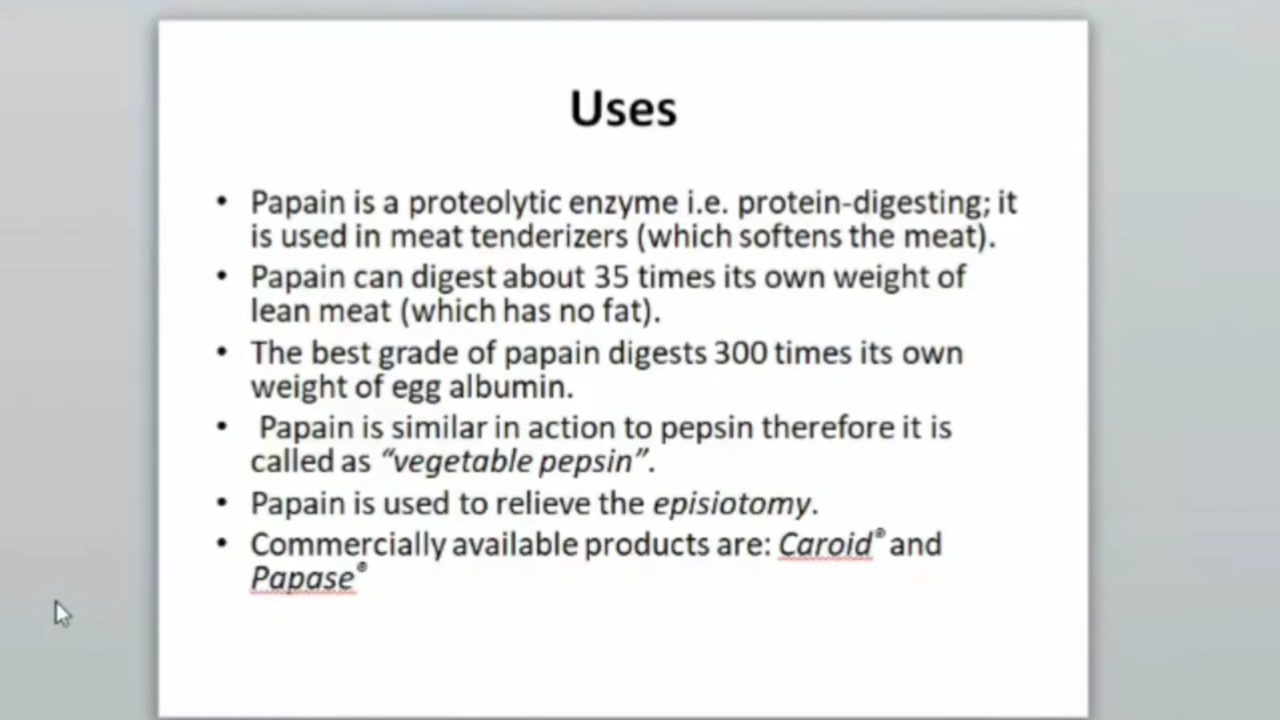 Uses
• Papain is a proteolytic enzyme i.e. protein-digesting; it
is used in meat tenderizers (which softens the meat).
• Papain can digest about 35 times its own weight of
lean meat (which has no fat).
• The best grade of papain digests 300 times its own
weight of egg albumin.
• Papain is similar in action to pepsin therefore it is
called as “vegetable pepsin”.
• Papain is used to relieve the episiotomy.
• Commercially available products are: Caroid® and
Papase®